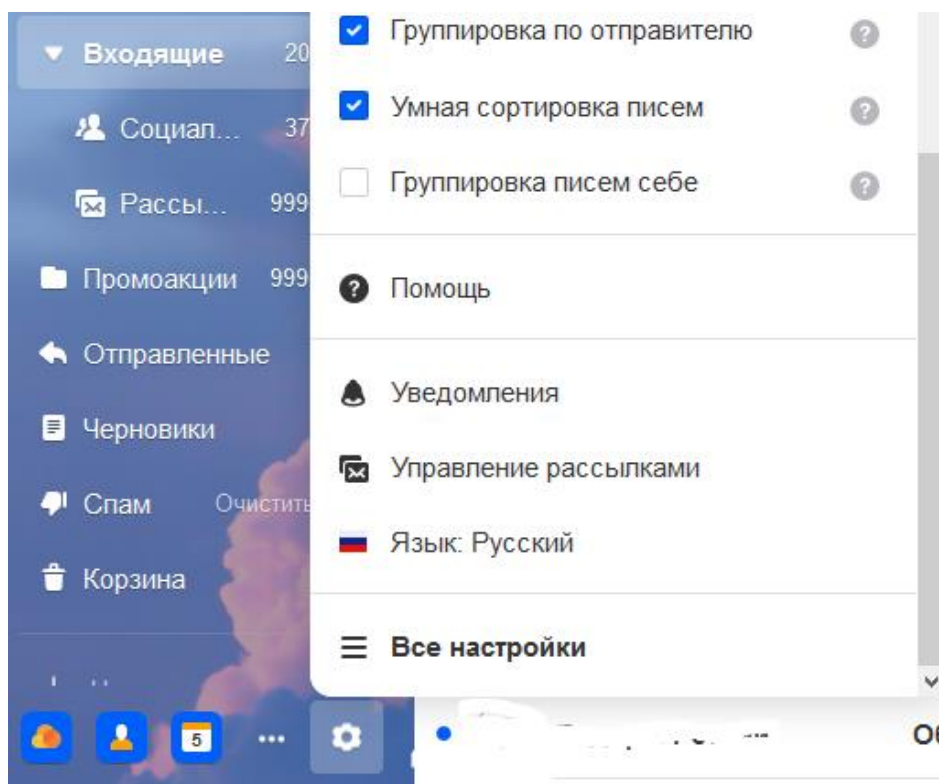 Входящие 20
Социал... 37
Рассы... 999
Промоакции 999
Отправленные
Черновики
Спам Очистить
Корзина
5
Группировка по отправителю
Умная сортировка писем
Группировка писем себе
Помощь
Уведомления
Управление рассылками
Язык: Русский
Все настройки
Об